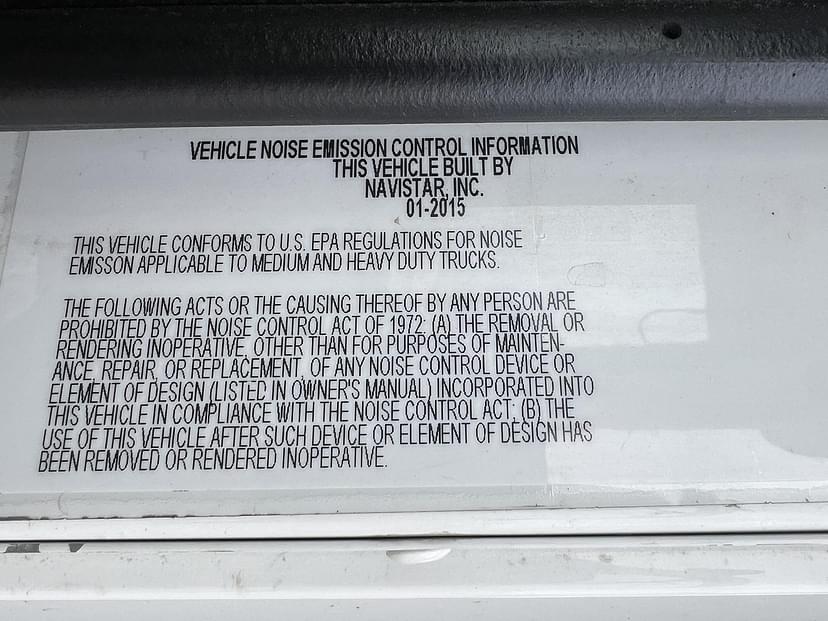 VEHICLE NOISE EMISSION CONTROL INFORMATION
THIS VEHICLE BUILT BY
NAVISTAR, INC.
01-2015
THIS VEHICLE CONFORMS TO U.S. EPA REGULATIONS FOR NOISE
EMISSON APPLICABLE TO MEDIUM AND HEAVY DUTY TRUCKS.
THE FOLLOWING ACTS OR THE CAUSING THEREOF BY ANY PERSON ARE
PROHIBITED BY THE NOISE CONTROL ACT OF 1972: (A) THE REMOVAL OR
RENDERING INOPERATIVE, OTHER THAN FOR PURPOSES OF MAINTEN-
ANCE, REPAIR, OR REPLACEMENT, OF ANY NOISE CONTROL DEVICE OR
ELEMENT OF DESIGN (LISTED IN OWNER'S MANUAL) INCORPORATED INTO
THIS VEHICLE IN COMPLIANCE WITH THE NOISE CONTROL ACT; (B) THE
USE OF THIS VEHICLE AFTER SUCH DEVICE OR ELEMENT OF DESIGN HAS
BEEN REMOVED OR RENDERED INOPERATIVE.